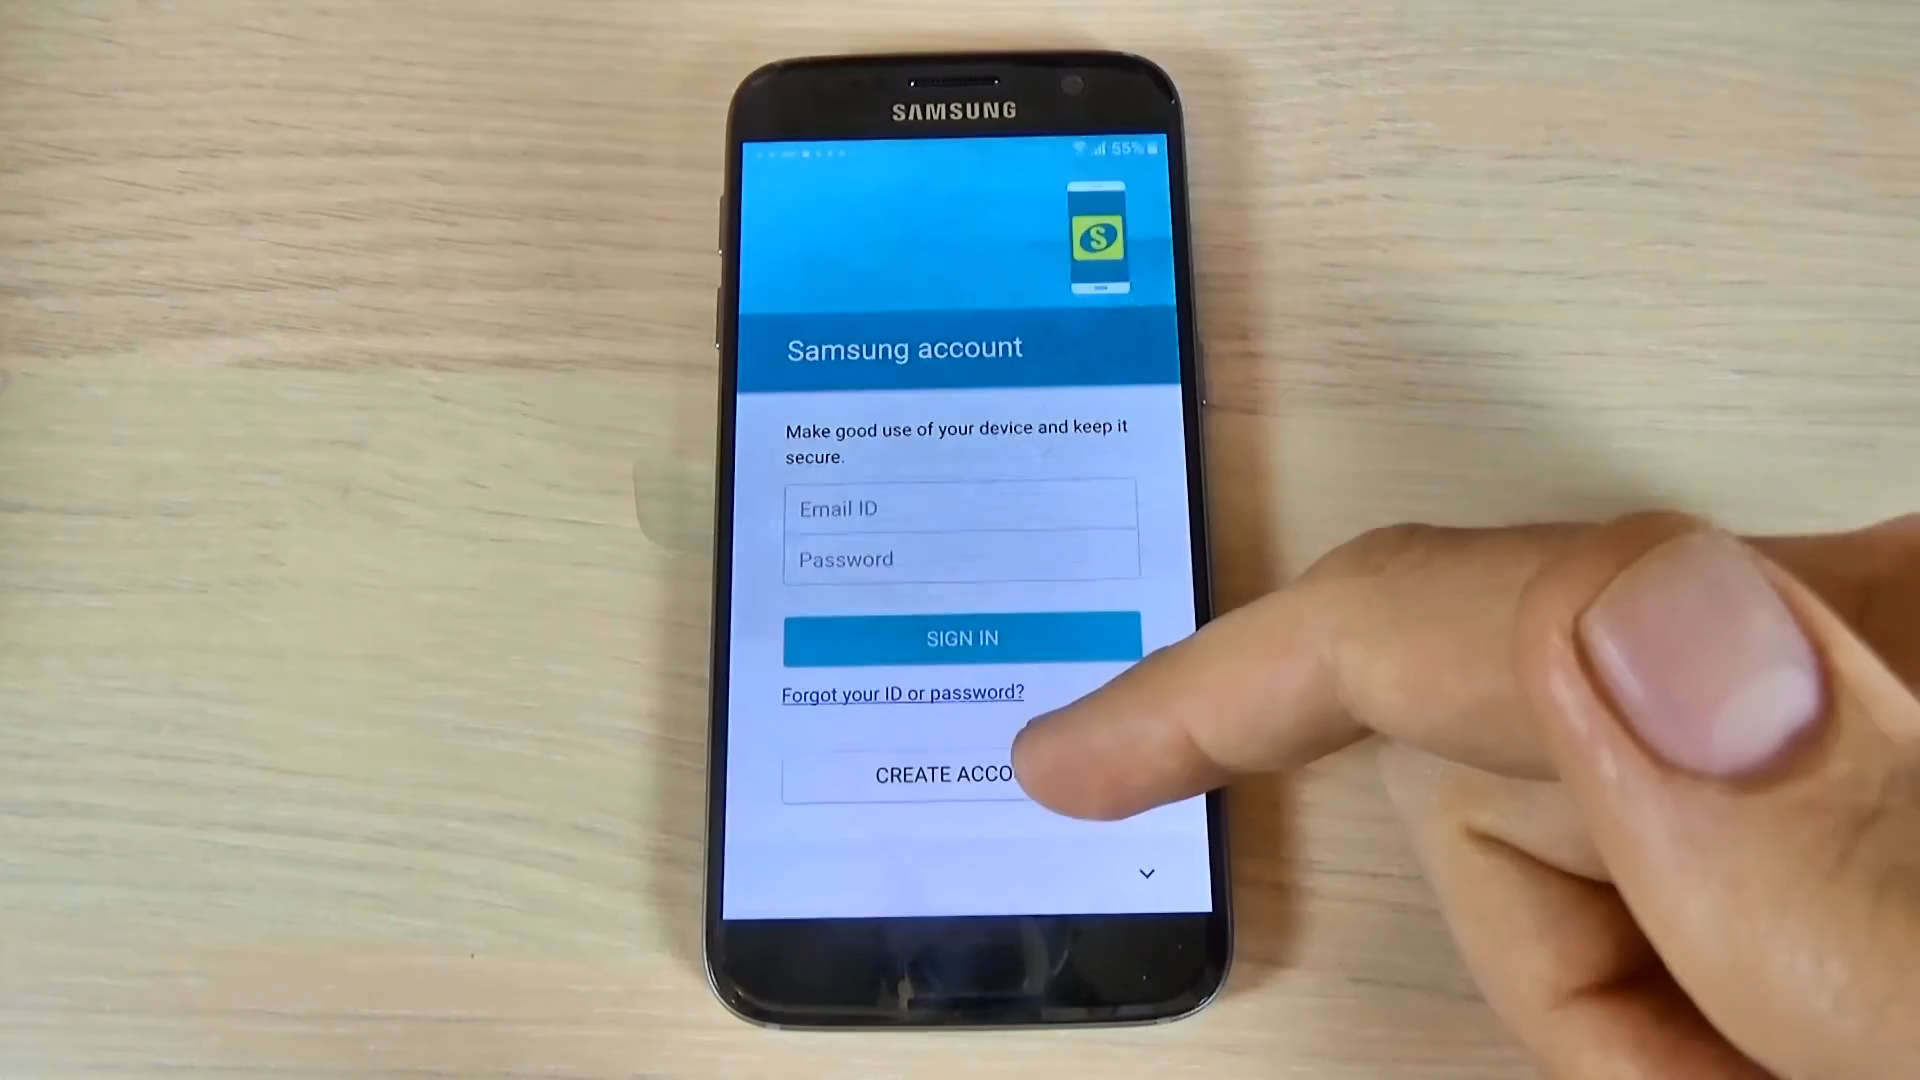 SAMSUNG
55%
S
Samsung account
Make good use of your device and keep it
secure.
Email ID
Password
SIGN IN
Forgot your ID or password?
CREATE ACCO